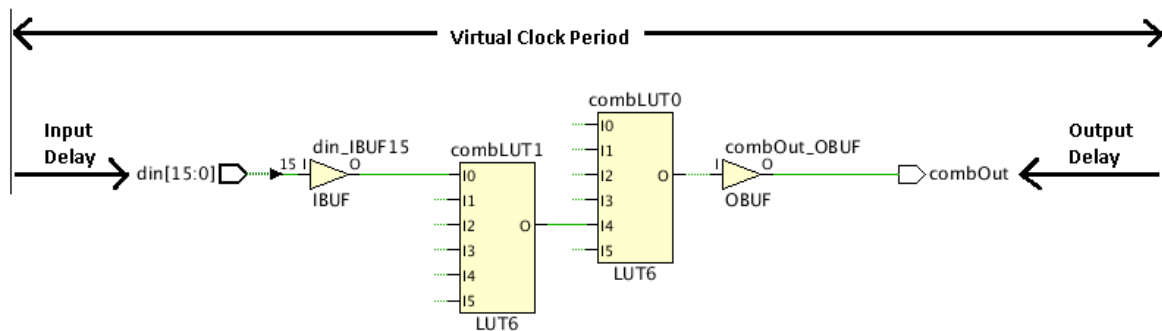 Virtual Clock Period
Input
Delay
din[15:0]
15
I
O
din_IBUF15
IBUF
combLUT1
I0
I1
I2
I3
I4
I5
O
LUT6
combLUT0
I0
I1
I2
I3
I4
I5
O
LUT6
combOut_OBUF
I
O
OBUF
combOut
Output
Delay